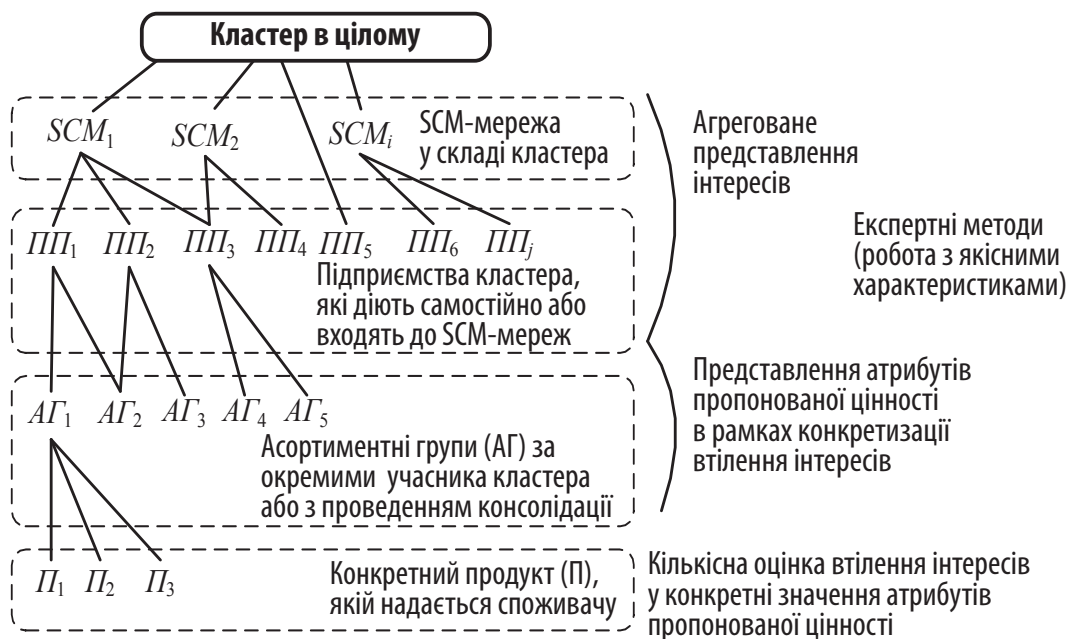 Кластер в цілому
SCM₁ SCM₂ SCMᵢ
SCM-мережа
у складі кластера
ПП₁ ПП₂ ПП₃ ПП₄ ПП₅ ПП₆ ППⱼ
Підприємства кластера,
які діють самостійно або
входять до SCM-мереж
АГ₁ АГ₂ АГ₃ АГ₄ АГ₅
Асортиментні групи (АГ) за
окремими учасника кластера
або з проведенням консолідації
П₁ П₂ П₃
Конкретний продукт (П),
якій надається споживачу
Агреговане
представлення
інтересів
Експертні методи
(робота з якісними
характеристиками)
Представлення атрибутів
пропонованої цінності
в рамках конкретизації
втілення інтересів
Кількісна оцінка втілення інтересів
у конкретні значення атрибутів
пропонованої цінності